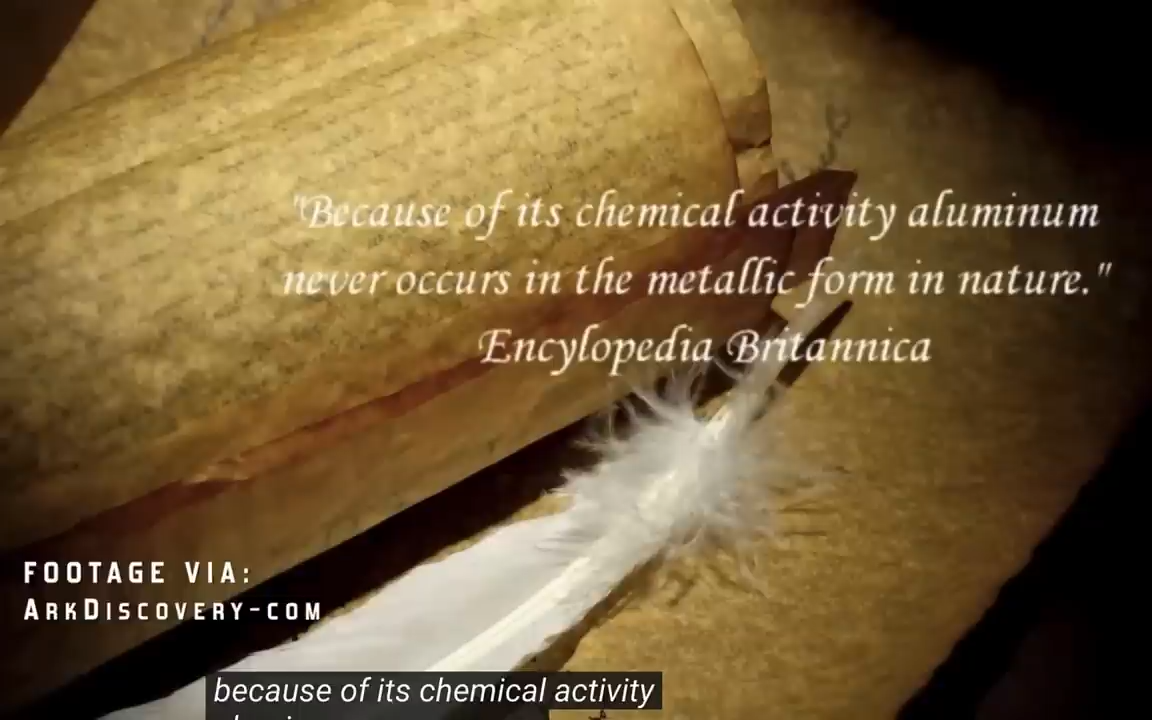 "Because of its chemical activity aluminum
never occurs in the metallic form in nature."
Encylopedia Britannica
FOOTAGE VIA:
ARKDISCOVERY-COM
because of its chemical activity